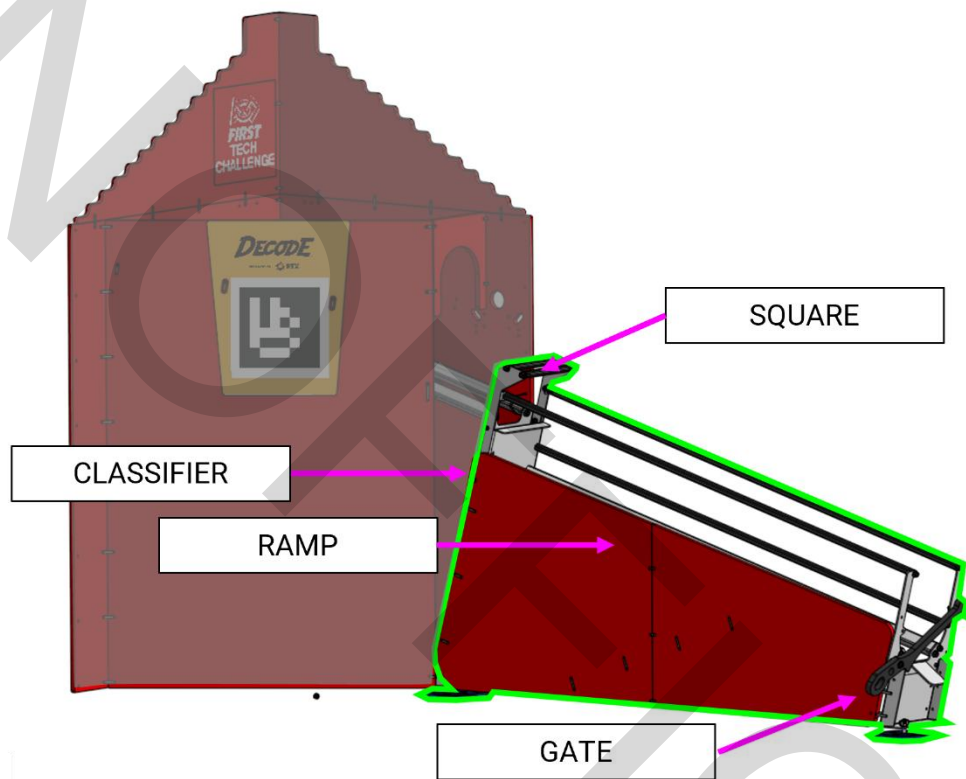 FIRST
TECH
CHALLENGE
DECODE
SQUARE
CLASSIFIER
RAMP
GATE